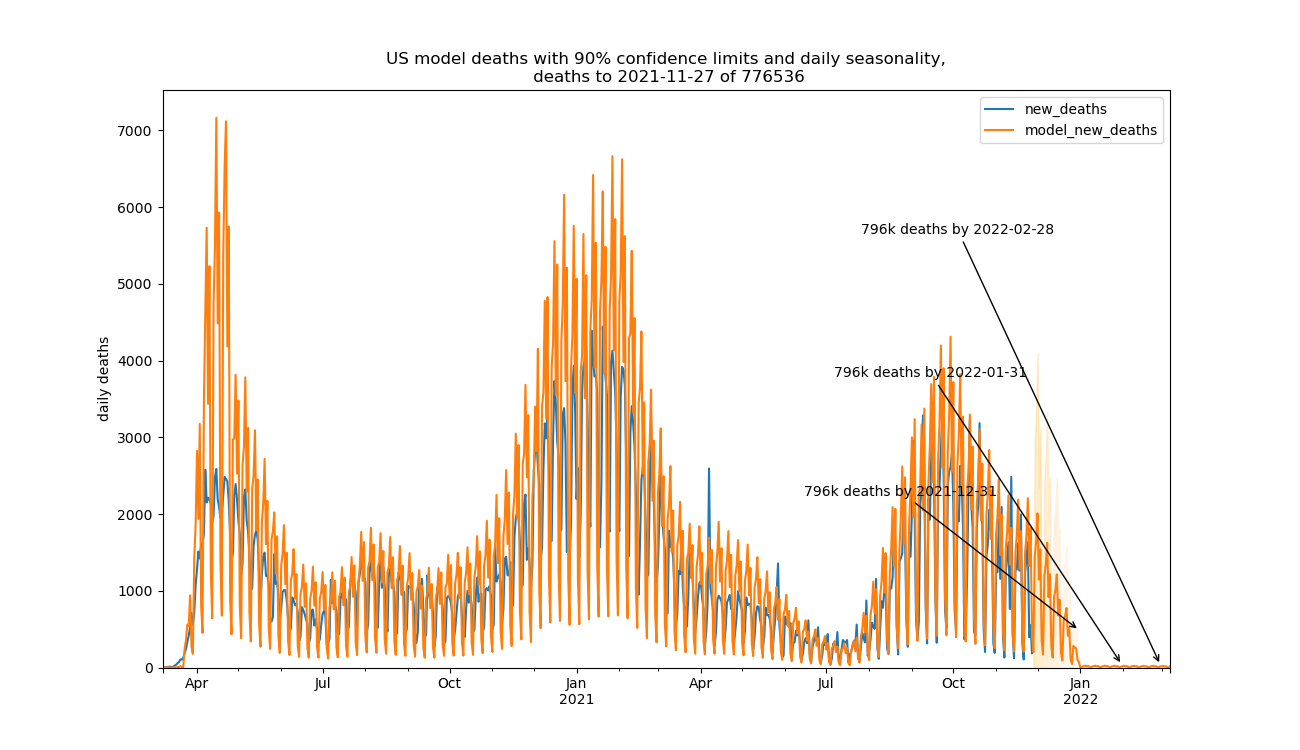 US model deaths with 90% confidence limits and daily seasonality,
deaths to 2021-11-27 of 776536
new_deaths
model_new_deaths
daily deaths
7000
6000
5000
4000
3000
2000
1000
0
796k deaths by 2022-02-28
796k deaths by 2022-01-31
796k deaths by 2021-12-31
Apr Jul Oct Jan Apr Jul Oct Jan
2021 2022